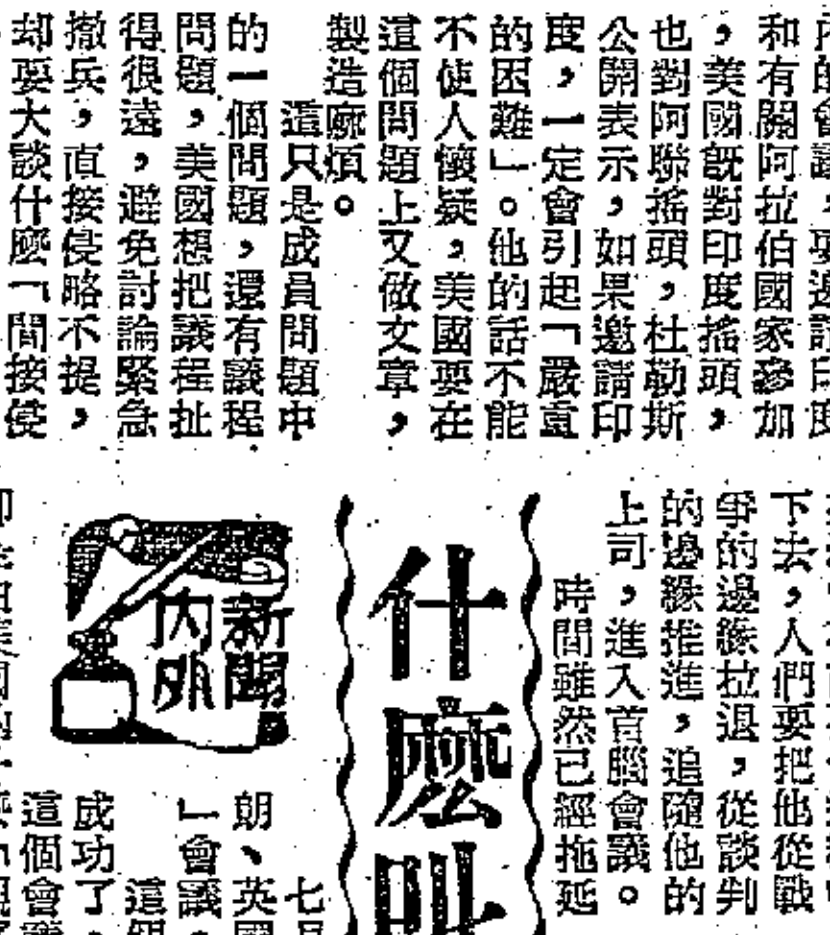 和有關阿拉伯國家參加
，美國旣對印度搖頭，
也對阿聯搖頭，杜勒斯
公開表示，如果邀請印
度，一定會引起「嚴重
的困難」。他的話不能
不使人懷疑，美國要在
這個問題上又做文章，
製造麻煩。
這只是成員問題中
的一個問題，還有議程
問題，美國想把議程扯
得很遠，避免討論緊急
撤兵，直接侵略不提，
却要大談什麼「間接侵
下去，人們要把他從戰
爭的邊緣拉退，從談判
的邊緣推進，追隨他的
上司，進入首腦會議。
時間雖然已經拖延
什麼叫
新聞
內外
七月
朗、英國
」會議。
這個
成功了，
這個會議